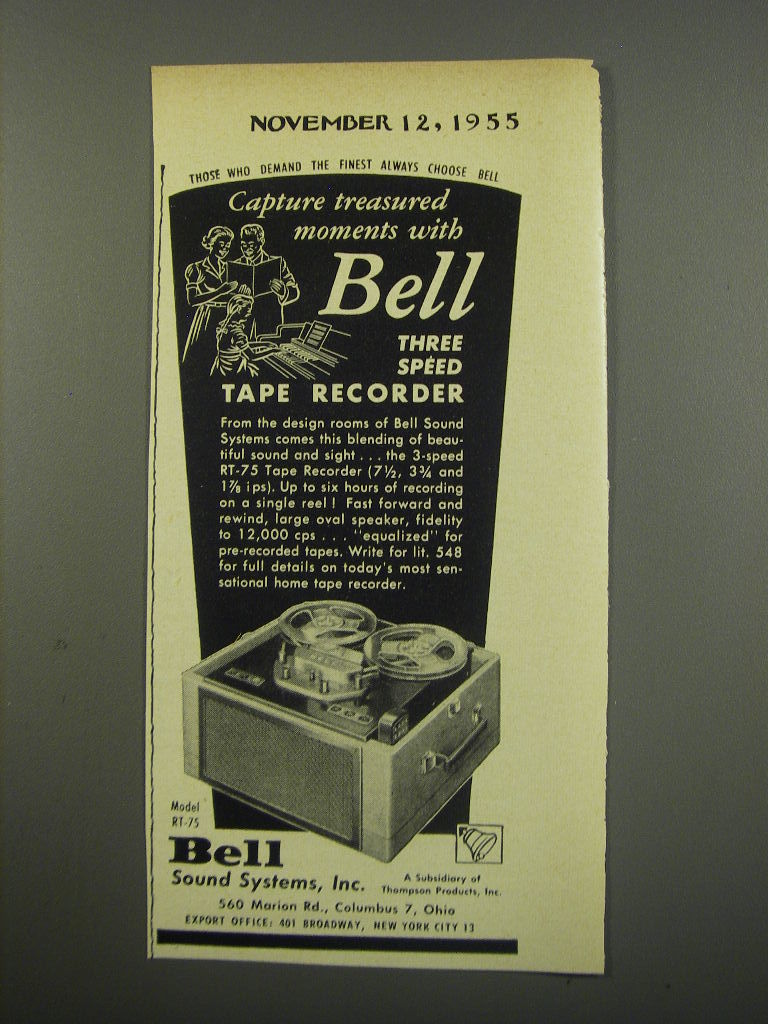 NOVEMBER 12, 1955
THOSE WHO DEMAND THE FINEST ALWAYS CHOOSE BELL
Capture treasured
moments with
Bell
THREE
SPEED
TAPE RECORDER
From the design rooms of Bell Sound
Systems comes this blending of beau-
tiful sound and sight . . . the 3-speed
RT-75 Tape Recorder (7½, 3¾ and
1⅞ ips). Up to six hours of recording
on a single reel! Fast forward and
rewind, large oval speaker, fidelity
to 12,000 cps . . . "equalized" for
pre-recorded tapes. Write for lit. 548
for full details on today's most sen-
sational home tape recorder.
Model
RT-75
Bell
Sound Systems, Inc.
A Subsidiary of
Thompson Products, Inc.
560 Marion Rd., Columbus 7, Ohio
EXPORT OFFICE: 401 BROADWAY, NEW YORK CITY 13